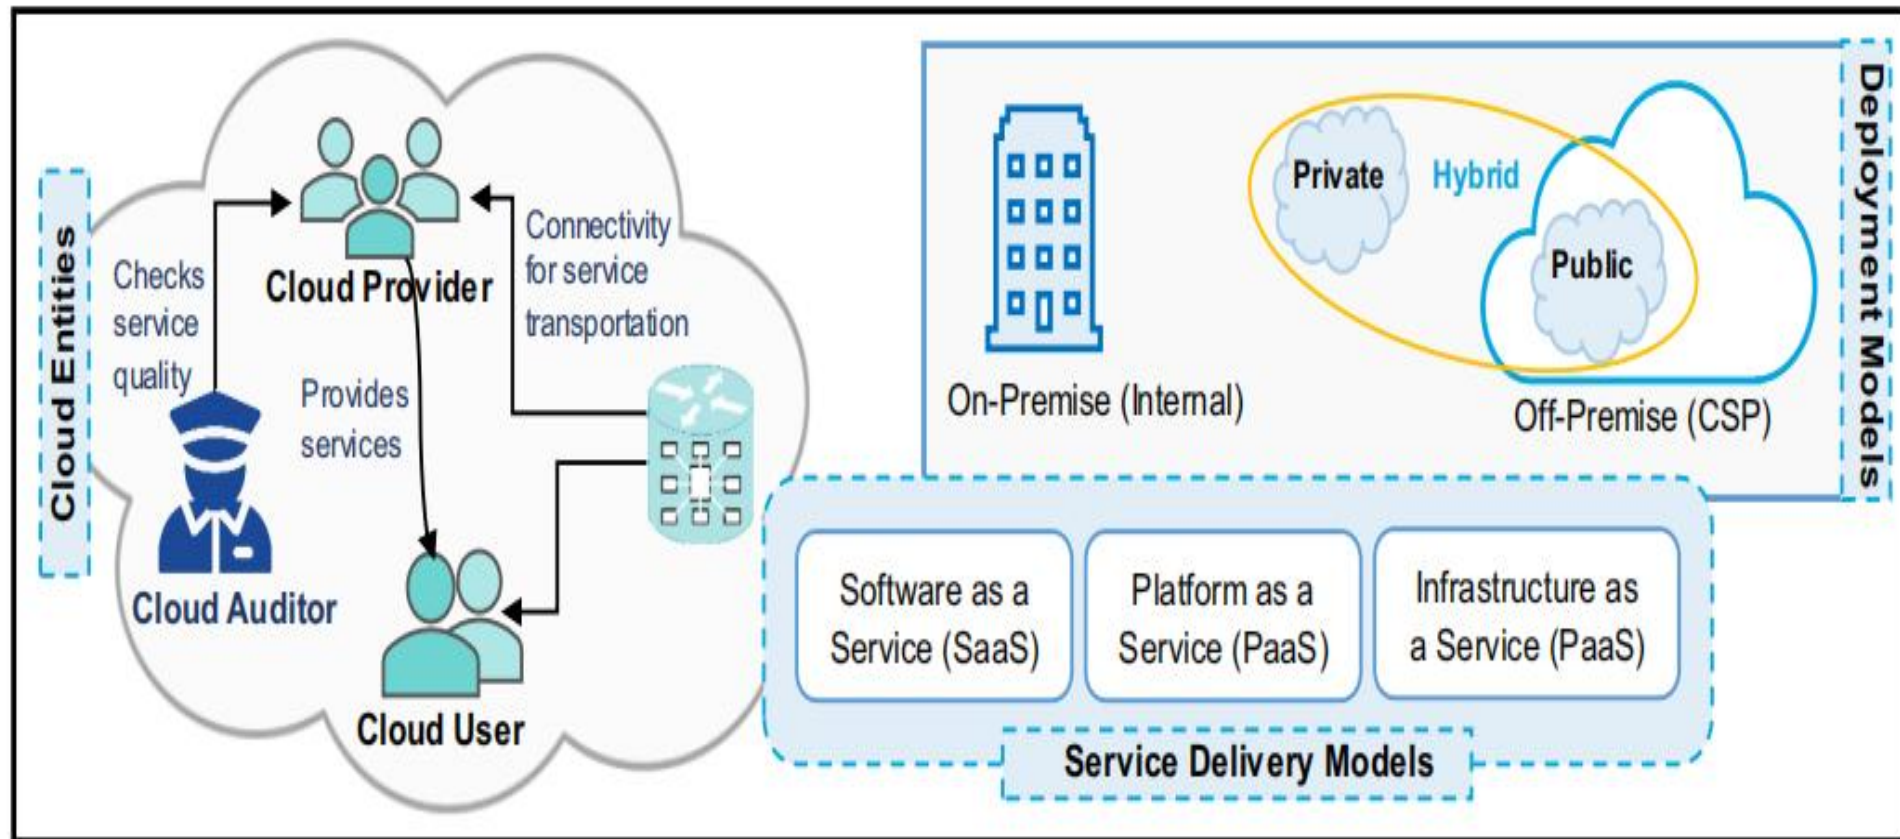 Cloud Entities
Checks
service
quality
Cloud Provider
Connectivity
for service
transportation
Provides
services
Cloud Auditor
Cloud User
Private
Hybrid
Public
On-Premise (Internal)
Off-Premise (CSP)
Deployment Models
Software as a
Service (SaaS)
Platform as a
Service (PaaS)
Infrastructure as
a Service (PaaS)
Service Delivery Models